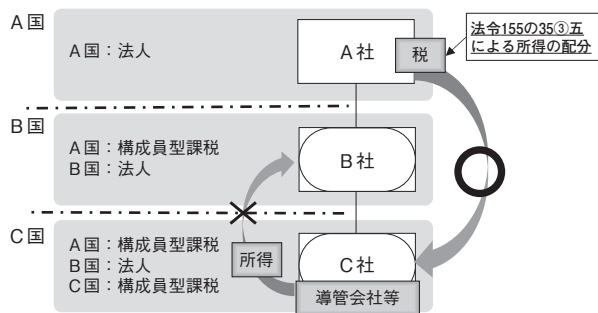 A国
A国：法人
A社
税
法令155の35③五
による所得の配分
B国
A国：構成員型課税
B国：法人
B社
C国
A国：構成員型課税
B国：法人
C国：構成員型課税
所得
C社
導管会社等